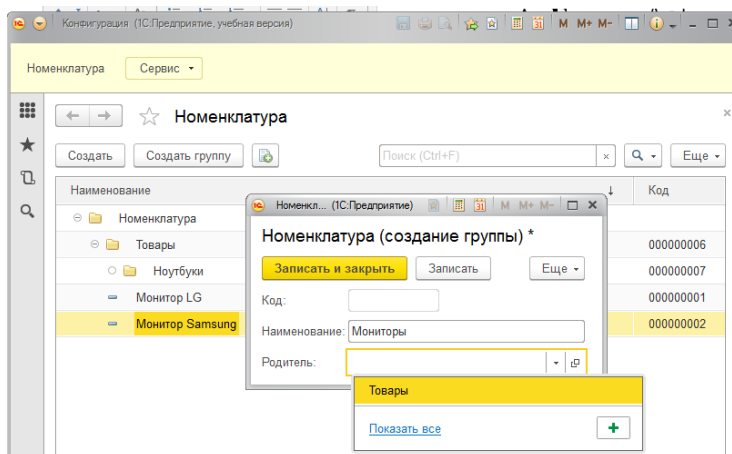 Конфигурация (1С:Предприятие, учебная версия)
M M+ M-
Номенклатура Сервис
Номенклатура
Создать Создать группу Поиск (Ctrl+F) Еще
Наименование Код
Номенклатура
Товары 000000006
Ноутбуки 000000007
Монитор LG 000000001
Монитор Samsung 000000002
Номенкл... (1С:Предприятие) M M+ M-
Номенклатура (создание группы) *
Записать и закрыть Записать Еще
Код:
Наименование: Мониторы
Родитель:
Товары
Показать все